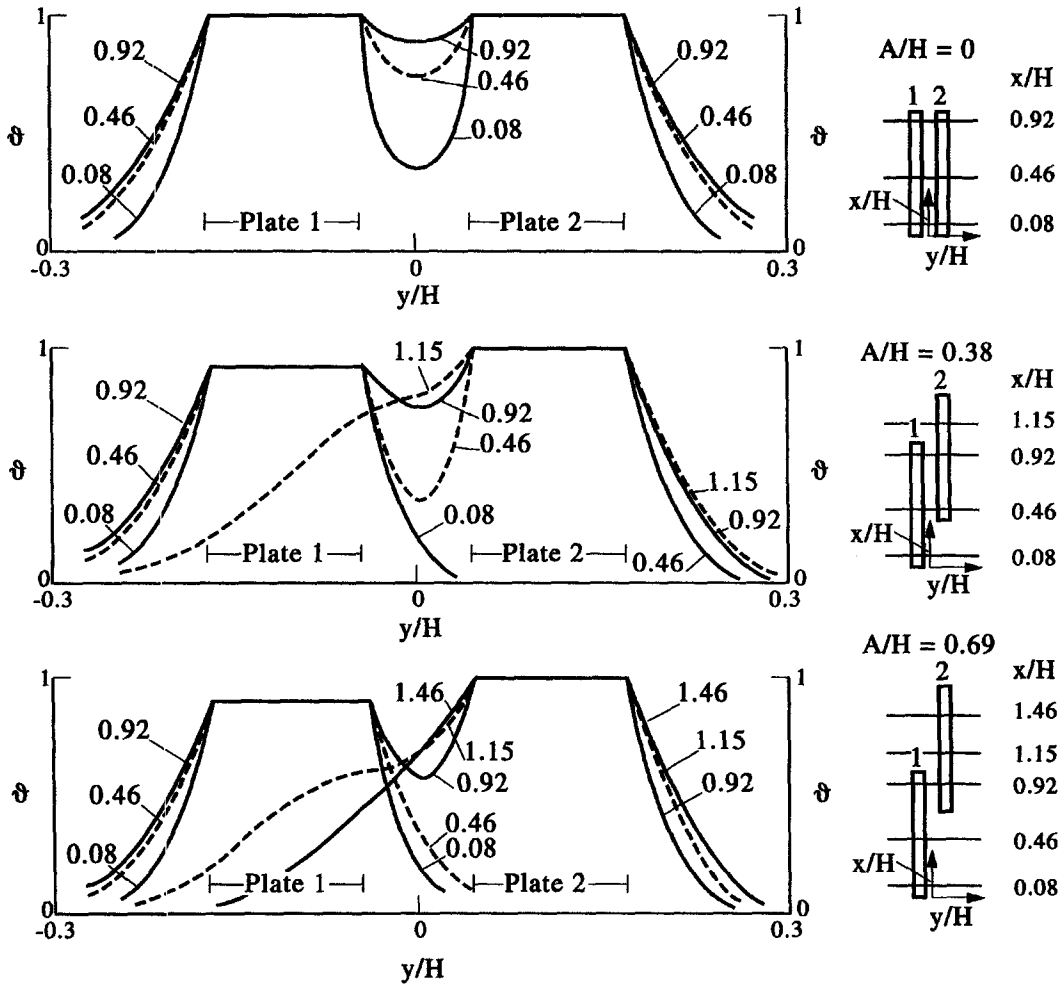 1
ϑ
0.92
0.46
0.08
0
-0.3
Plate 1
0.92
0.46
0.08
Plate 2
0
y/H
0.92
0.46
0.08
1
ϑ
0
0.3
A/H = 0
x/H
1 2
0.92
0.46
x/H
0.08
y/H
1
ϑ
0.92
0.46
0.08
0
-0.3
Plate 1
1.15
0.92
0.46
0.08
Plate 2
0
y/H
1.15
0.92
0.46
1
ϑ
0
0.3
A/H = 0.38
x/H
2
1.15
1
0.92
0.46
x/H
0.08
y/H
1
ϑ
0.92
0.46
0.08
0
-0.3
Plate 1
1.46
1.15
0.92
0.46
0.08
Plate 2
0
y/H
1.46
1.15
0.92
1
ϑ
0
0.3
A/H = 0.69
x/H
2
1.46
1.15
1
0.92
0.46
x/H
0.08
y/H